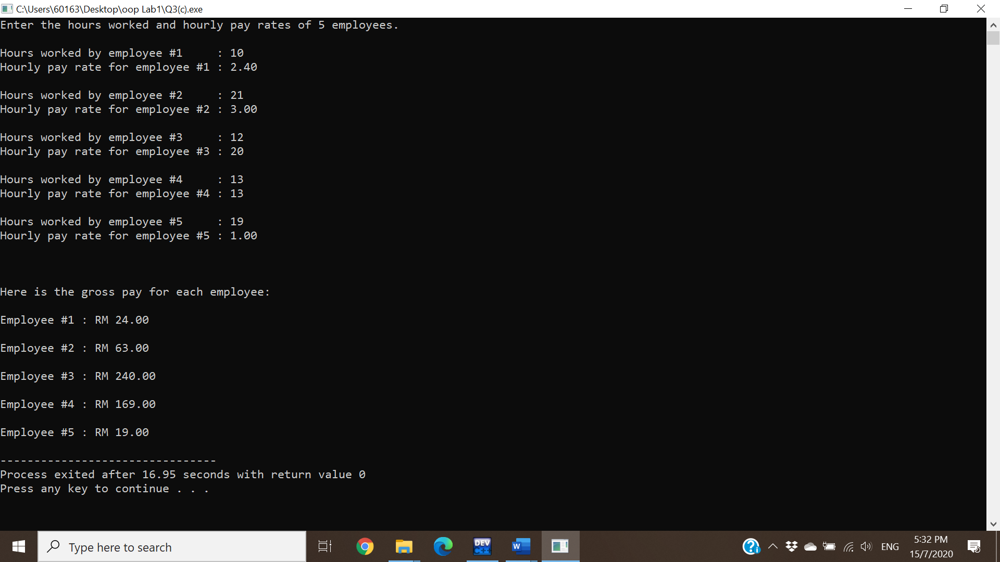 C:\Users\60163\Desktop\oop Lab1\Q3(c).exe
Enter the hours worked and hourly pay rates of 5 employees.
Hours worked by employee #1     : 10
Hourly pay rate for employee #1 : 2.40
Hours worked by employee #2     : 21
Hourly pay rate for employee #2 : 3.00
Hours worked by employee #3     : 12
Hourly pay rate for employee #3 : 20
Hours worked by employee #4     : 13
Hourly pay rate for employee #4 : 13
Hours worked by employee #5     : 19
Hourly pay rate for employee #5 : 1.00
Here is the gross pay for each employee:
Employee #1 : RM 24.00
Employee #2 : RM 63.00
Employee #3 : RM 240.00
Employee #4 : RM 169.00
Employee #5 : RM 19.00
--------------------------------
Process exited after 16.95 seconds with return value 0
Press any key to continue . . .
Type here to search
DEV
C++
W
ENG
5:32 PM
15/7/2020